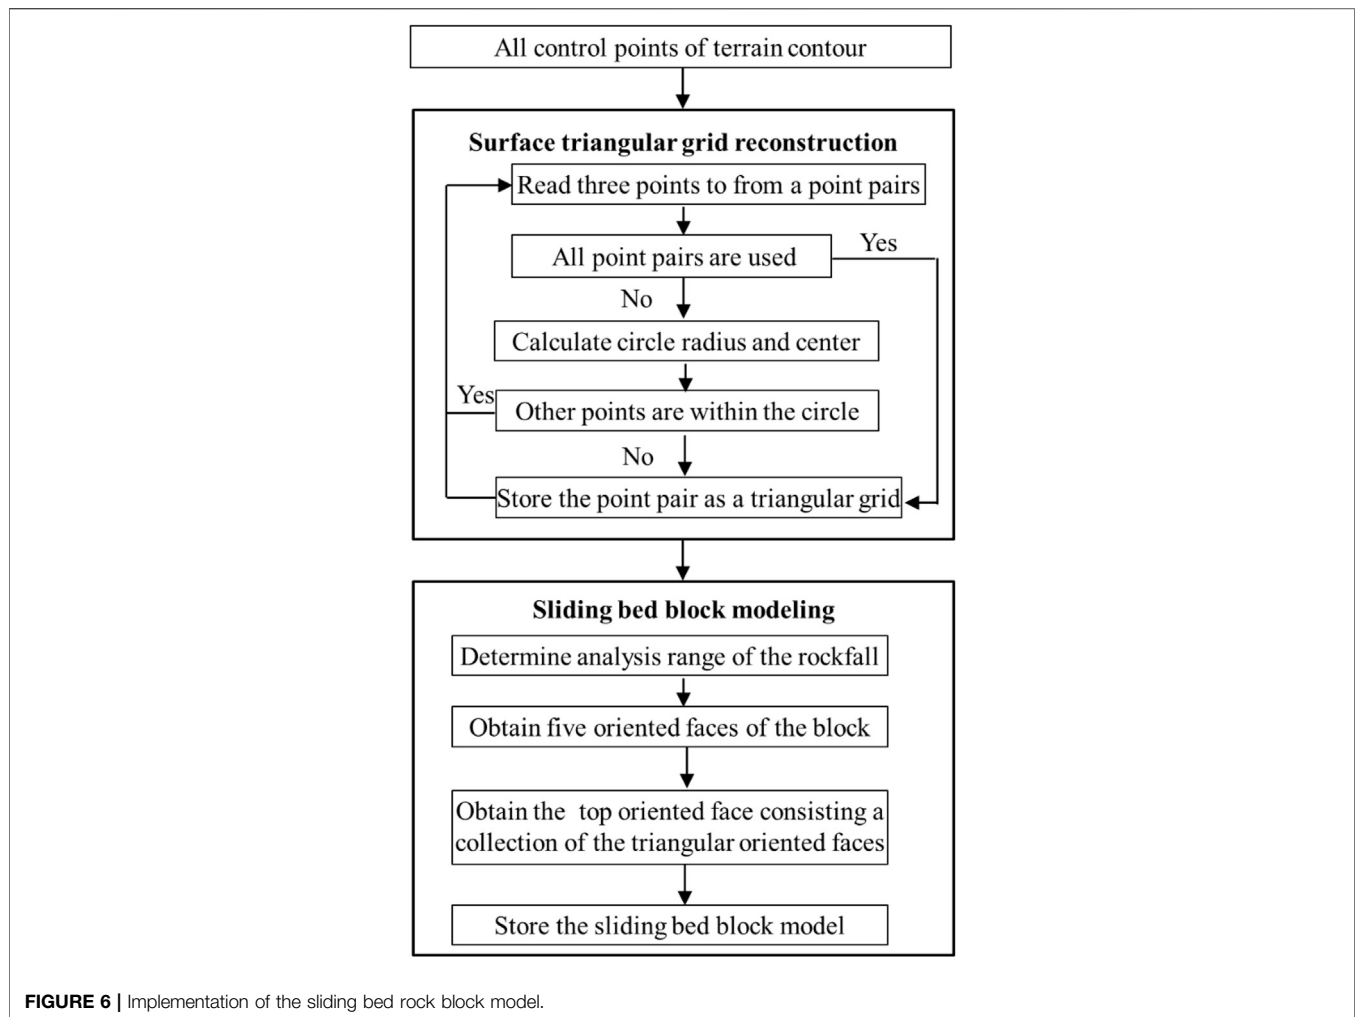 All control points of terrain contour
Surface triangular grid reconstruction
Read three points to from a point pairs
All point pairs are used
Yes
No
Calculate circle radius and center
Yes
Other points are within the circle
No
Store the point pair as a triangular grid
Sliding bed block modeling
Determine analysis range of the rockfall
Obtain five oriented faces of the block
Obtain the top oriented face consisting a
collection of the triangular oriented faces
Store the sliding bed block model
FIGURE 6 | Implementation of the sliding bed rock block model.